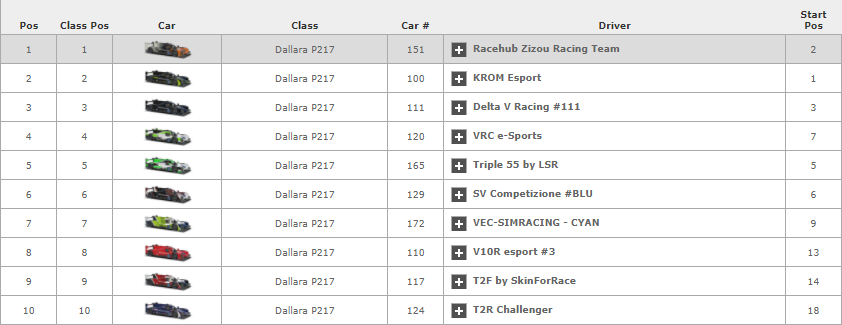 Pos Class Pos Car Class Car # Driver Start Pos
1 1 Dallara P217 151 Racehub Zizou Racing Team 2
2 2 Dallara P217 100 KROM Esport 1
3 3 Dallara P217 111 Delta V Racing #111 3
4 4 Dallara P217 120 VRC e-Sports 7
5 5 Dallara P217 165 Triple 55 by LSR 5
6 6 Dallara P217 129 SV Competizione #BLU 6
7 7 Dallara P217 172 VEC-SIMRACING - CYAN 9
8 8 Dallara P217 110 V10R esport #3 13
9 9 Dallara P217 117 T2F by SkinForRace 14
10 10 Dallara P217 124 T2R Challenger 18